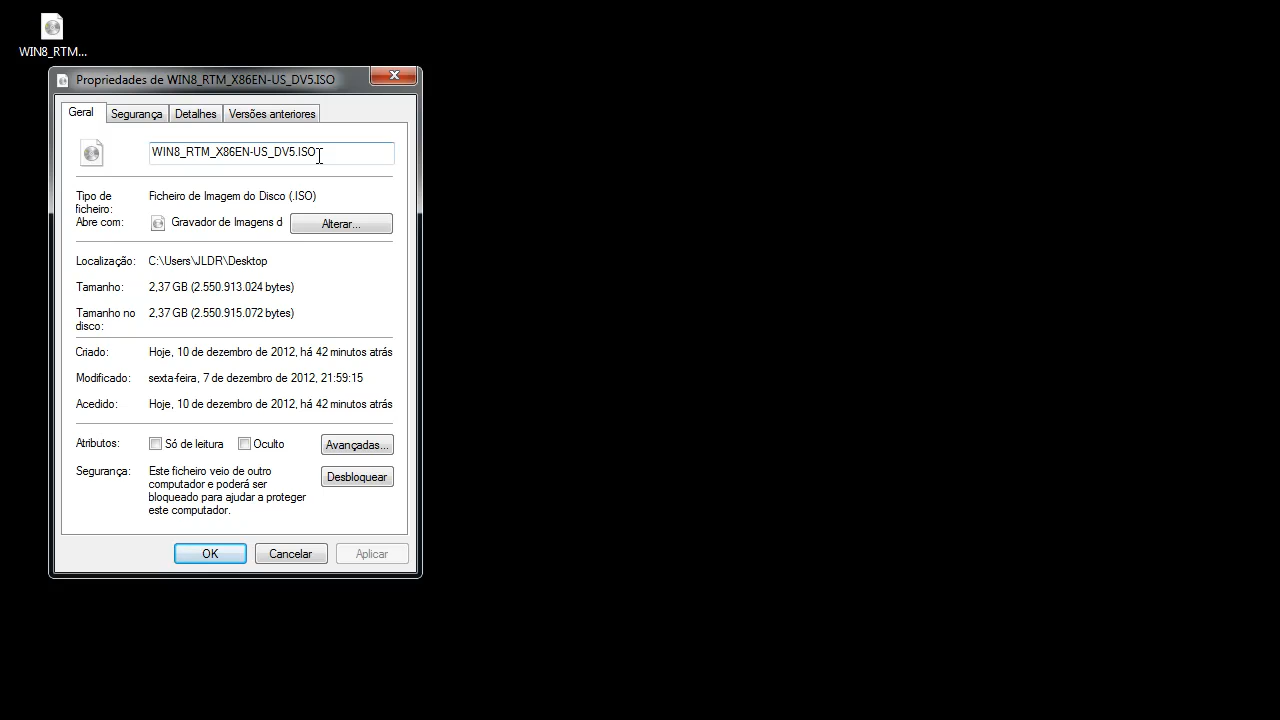 WIN8_RTM...
Propriedades de WIN8_RTM_X86EN-US_DV5.ISO
Geral
Segurança
Detalhes
Versões anteriores
WIN8_RTM_X86EN-US_DV5.ISO
Tipo de
ficheiro:
Ficheiro de Imagem do Disco (.ISO)
Abre com:
Gravador de Imagens d
Alterar...
Localização:
C:\Users\JLDR\Desktop
Tamanho:
2,37 GB (2.550.913.024 bytes)
Tamanho no
disco:
2,37 GB (2.550.915.072 bytes)
Criado:
Hoje, 10 de dezembro de 2012, há 42 minutos atrás
Modificado:
sexta-feira, 7 de dezembro de 2012, 21:59:15
Acedido:
Hoje, 10 de dezembro de 2012, há 42 minutos atrás
Atributos:
Só de leitura
Oculto
Avançadas...
Segurança:
Este ficheiro veio de outro
computador e poderá ser
bloqueado para ajudar a proteger
este computador.
Desbloquear
OK
Cancelar
Aplicar